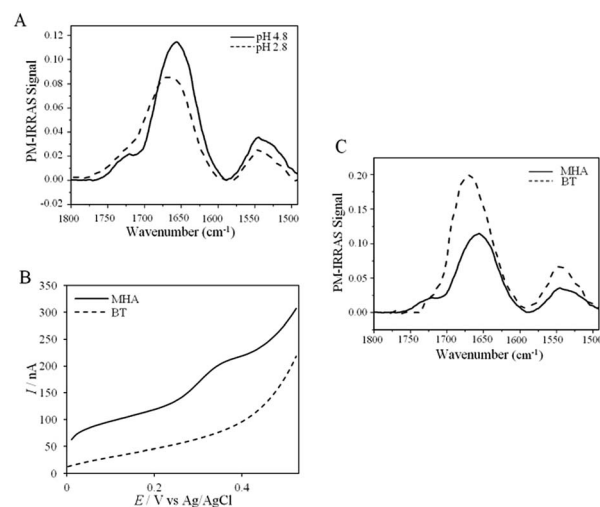 A
0.12
0.10
0.08
0.06
0.04
0.02
0.00
-0.02
PM-IRRAS Signal
pH 4.8
pH 2.8
1800 1750 1700 1650 1600 1550 1500
Wavenumber (cm-1)
B
350
300
250
200
150
100
50
0
I / nA
MHA
BT
0 0.2 0.4
E / V vs Ag/AgCl
C
0.20
0.15
0.10
0.05
0.00
PM-IRRAS Signal
MHA
BT
1800 1750 1700 1650 1600 1550 1500
Wavenumber (cm-1)